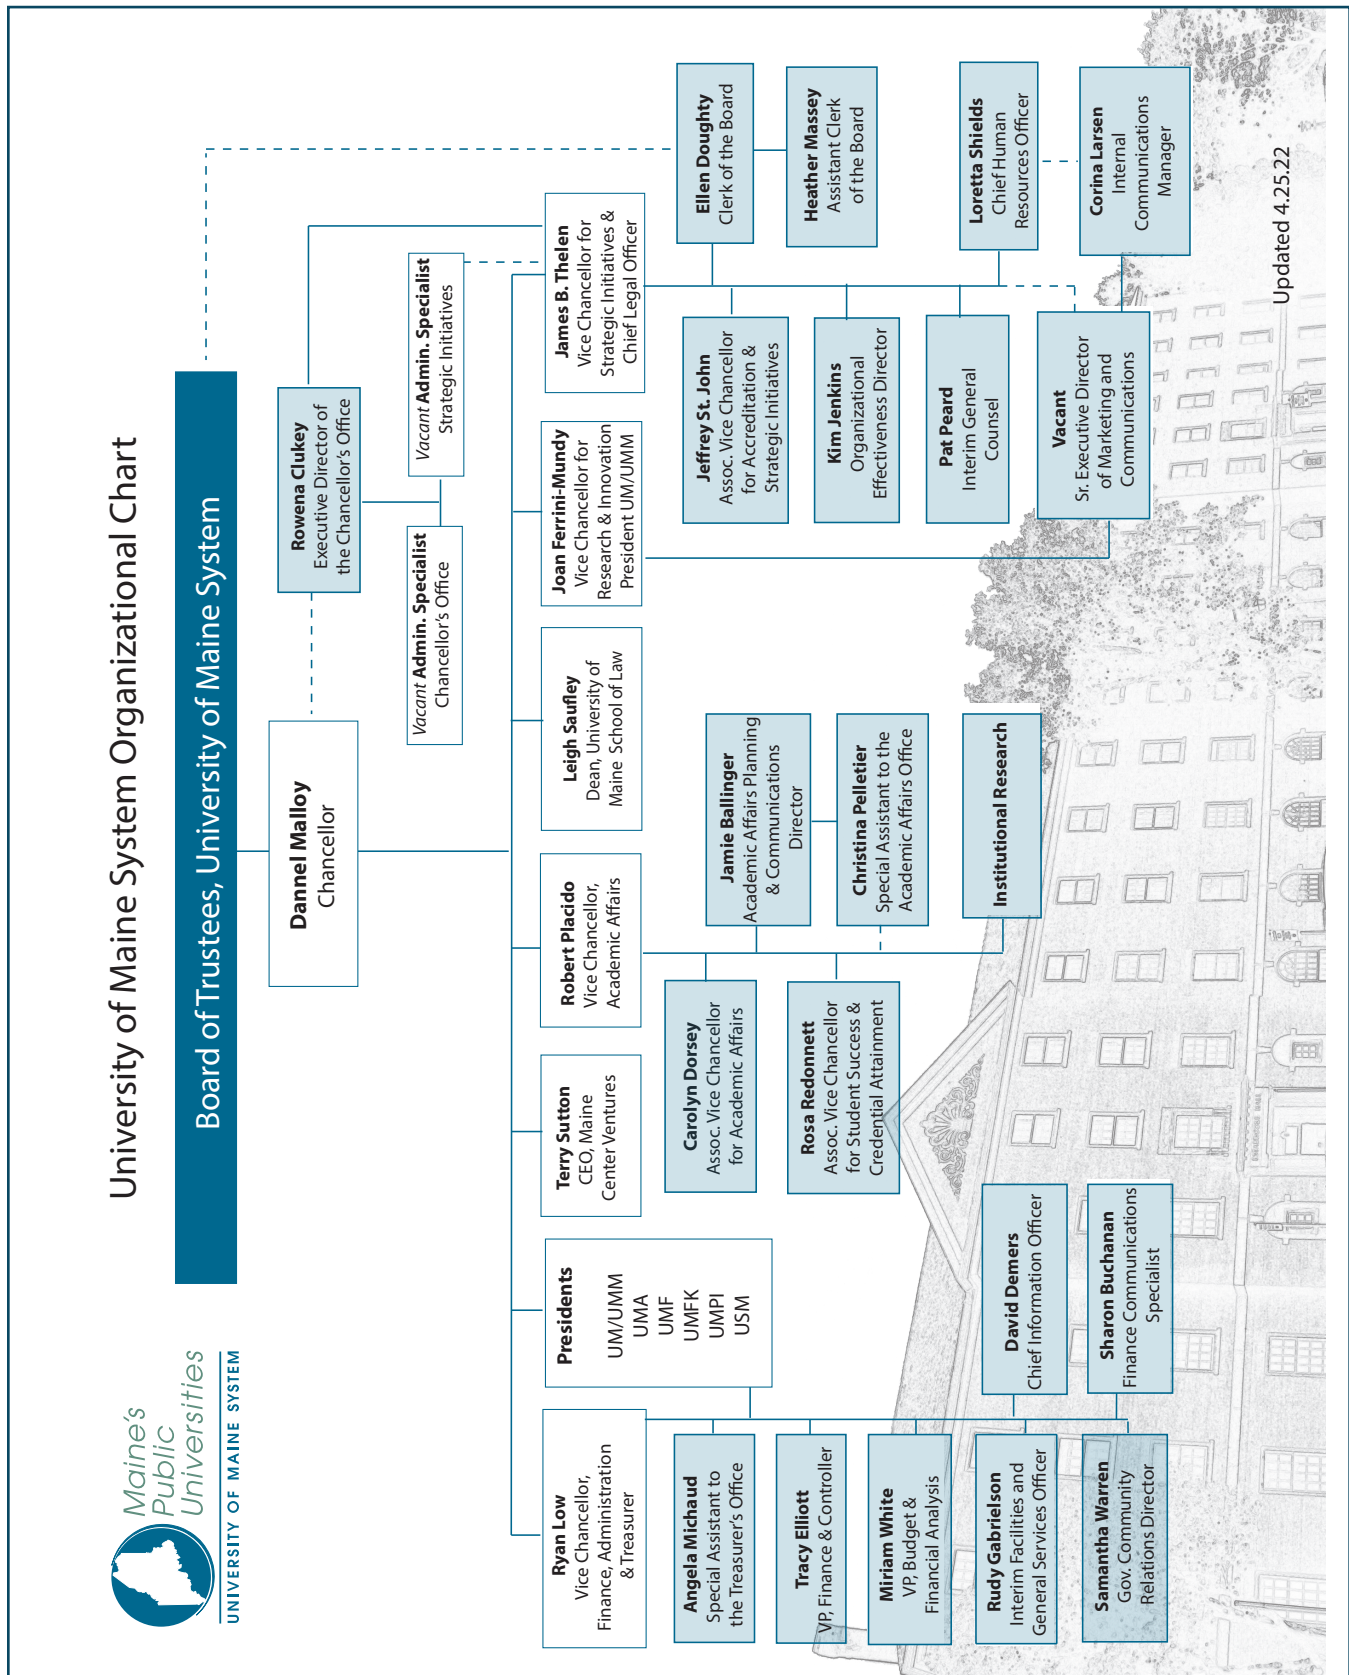 University of Maine System Organizational Chart
Maine's
Public
Universities
UNIVERSITY OF MAINE SYSTEM
Board of Trustees, University of Maine System
Dannel Malloy
Chancellor
Rowena Clukey
Executive Director of
the Chancellor's Office
Vacant Admin. Specialist
Chancellor's Office
Vacant Admin. Specialist
Strategic Initiatives
Ryan Low
Vice Chancellor,
Finance, Administration
& Treasurer
Presidents
UM/UMM
UMA
UMF
UMFK
UMPI
USM
Terry Sutton
CEO, Maine
Center Ventures
Robert Placido
Vice Chancellor,
Academic Affairs
Leigh Saufley
Dean, University of
Maine School of Law
Joan Ferrini-Mundy
Vice Chancellor for
Research & Innovation
President UM/UMM
James B. Thelen
Vice Chancellor for
Strategic Initiatives &
Chief Legal Officer
Angela Michaud
Special Assistant to
the Treasurer's Office
Tracy Elliott
VP, Finance & Controller
Miriam White
VP, Budget &
Financial Analysis
Rudy Gabrielson
Interim Facilities and
General Services Officer
Samantha Warren
Gov. Community
Relations Director
David Demers
Chief Information Officer
Sharon Buchanan
Finance Communications
Specialist
Carolyn Dorsey
Assoc. Vice Chancellor
for Academic Affairs
Rosa Redonnett
Assoc. Vice Chancellor
for Student Success &
Credential Attainment
Jamie Ballinger
Academic Affairs Planning
& Communications
Director
Christina Pelletier
Special Assistant to the
Academic Affairs Office
Institutional Research
Jeffrey St. John
Assoc. Vice Chancellor
for Accreditation &
Strategic Initiatives
Kim Jenkins
Organizational
Effectiveness Director
Pat Peard
Interim General
Counsel
Vacant
Sr. Executive Director
of Marketing and
Communications
Ellen Doughty
Clerk of the Board
Heather Massey
Assistant Clerk
of the Board
Loretta Shields
Chief Human
Resources Officer
Corina Larsen
Internal
Communications
Manager
Updated 4.25.22